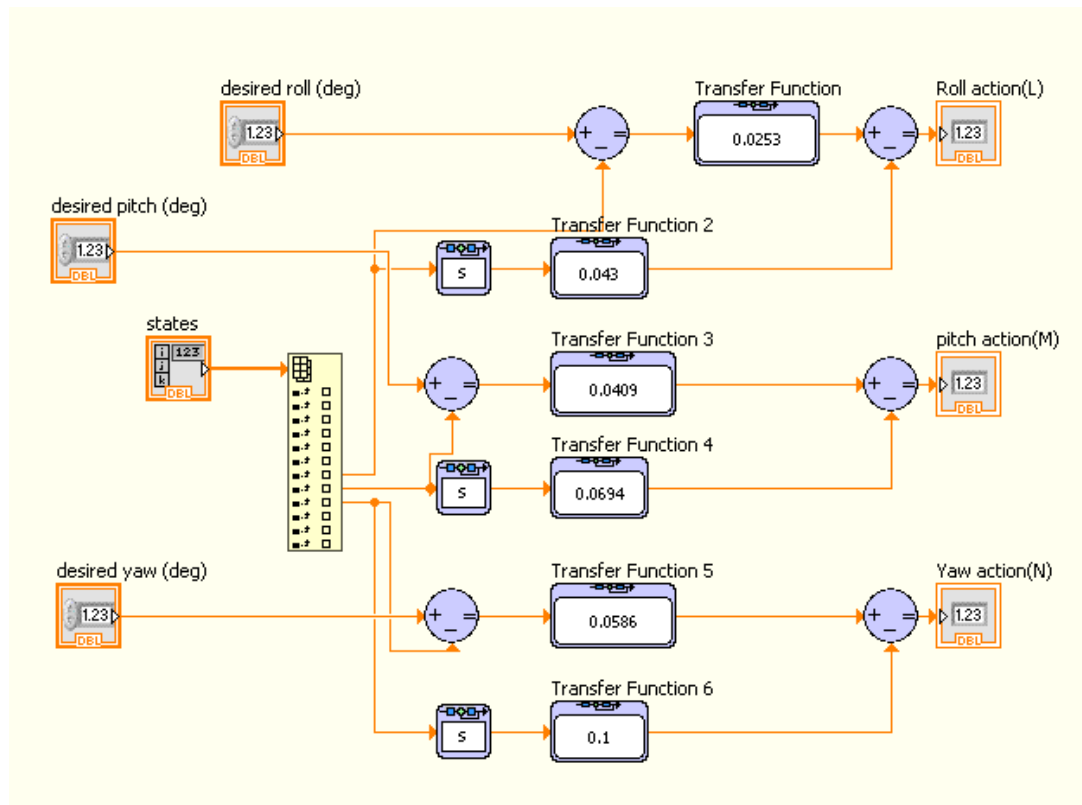 desired roll (deg)
1.23
DBL
Transfer Function
0.0253
Roll action(L)
1.23
DBL
desired pitch (deg)
1.23
DBL
s
Transfer Function 2
0.043
states
i
j
k
123
DBL
Transfer Function 3
0.0409
pitch action(M)
1.23
DBL
s
Transfer Function 4
0.0694
desired yaw (deg)
1.23
DBL
Transfer Function 5
0.0586
Yaw action(N)
1.23
DBL
s
Transfer Function 6
0.1